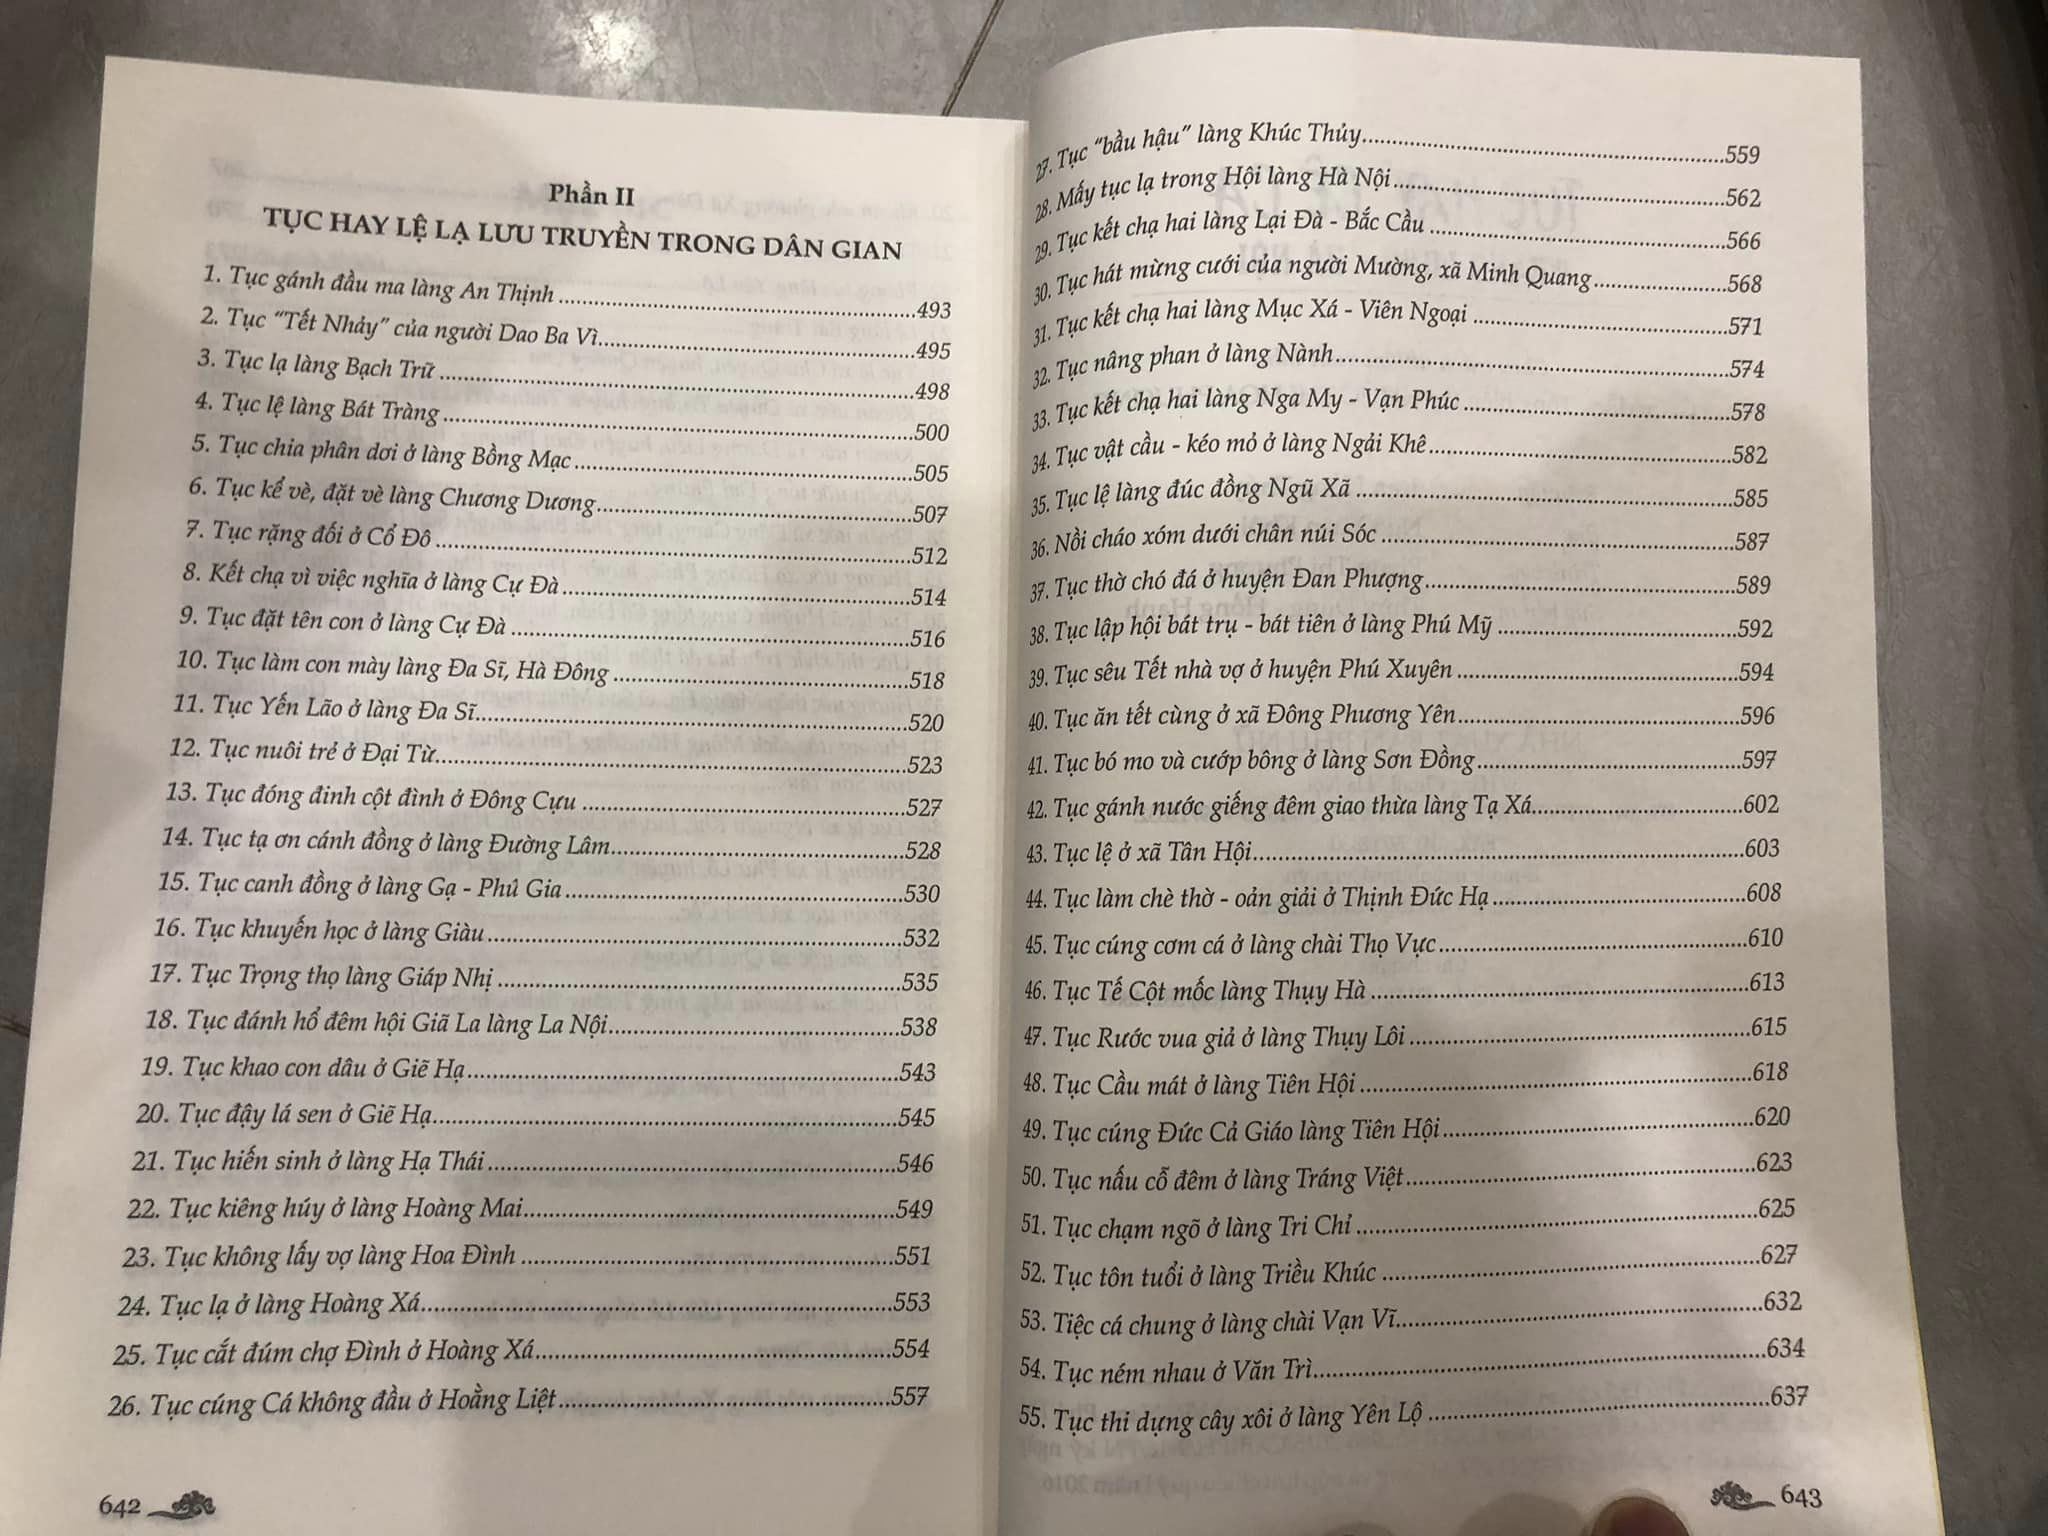 Phần II
TỤC HAY LỆ LẠ LƯU TRUYỀN TRONG DÂN GIAN
1. Tục gánh đầu ma làng An Thịnh ........ 493
2. Tục “Tết Nhảy” của người Dao Ba Vì ........ 495
3. Tục lạ làng Bạch Trữ ........ 498
4. Tục lệ làng Bát Tràng ........ 500
5. Tục chia phân dơi ở làng Bồng Mạc ........ 505
6. Tục kể vè, đặt vè làng Chương Dương ........ 507
7. Tục rặng đối ở Cổ Đô ........ 512
8. Kết chạ vì việc nghĩa ở làng Cự Đà ........ 514
9. Tục đặt tên con ở làng Cự Đà ........ 516
10. Tục làm con mày làng Đa Sĩ, Hà Đông ........ 518
11. Tục Yến Lão ở làng Đa Sĩ ........ 520
12. Tục nuôi trẻ ở Đại Từ ........ 523
13. Tục đóng đinh cột đình ở Đông Cựu ........ 527
14. Tục tạ ơn cánh đồng ở làng Đường Lâm ........ 528
15. Tục canh đồng ở làng Gạ - Phú Gia ........ 530
16. Tục khuyến học ở làng Giàu ........ 532
17. Tục Trọng thọ làng Giáp Nhị ........ 535
18. Tục đánh hổ đêm hội Giã La làng La Nội ........ 538
19. Tục khao con dâu ở Giẽ Hạ ........ 543
20. Tục đậy lá sen ở Giẽ Hạ ........ 545
21. Tục hiến sinh ở làng Hạ Thái ........ 546
22. Tục kiêng húy ở làng Hoàng Mai ........ 549
23. Tục không lấy vợ làng Hoa Đình ........ 551
24. Tục lạ ở làng Hoàng Xá ........ 553
25. Tục cắt đúm chợ Đình ở Hoàng Xá ........ 554
26. Tục cúng Cá không đầu ở Hoằng Liệt ........ 557
642
27. Tục “bầu hậu” làng Khúc Thủy ........ 559
28. Mấy tục lạ trong Hội làng Hà Nội ........ 562
29. Tục kết chạ hai làng Lại Đà - Bắc Cầu ........ 566
30. Tục hát mừng cưới của người Mường, xã Minh Quang ........ 568
31. Tục kết chạ hai làng Mục Xá - Viên Ngoại ........ 571
32. Tục nâng phan ở làng Nành ........ 574
33. Tục kết chạ hai làng Nga My - Vạn Phúc ........ 578
34. Tục vật cầu - kéo mỏ ở làng Ngải Khê ........ 582
35. Tục lệ làng đúc đồng Ngũ Xã ........ 585
36. Nồi cháo xóm dưới chân núi Sóc ........ 587
37. Tục thờ chó đá ở huyện Đan Phượng ........ 589
38. Tục lập hội bát trụ - bát tiên ở làng Phú Mỹ ........ 592
39. Tục sêu Tết nhà vợ ở huyện Phú Xuyên ........ 594
40. Tục ăn tết cùng ở xã Đông Phương Yên ........ 596
41. Tục bó mo và cướp bông ở làng Sơn Đồng ........ 597
42. Tục gánh nước giếng đêm giao thừa làng Tạ Xá ........ 602
43. Tục lệ ở xã Tân Hội ........ 603
44. Tục làm chè thờ - oản giải ở Thịnh Đức Hạ ........ 608
45. Tục cúng cơm cá ở làng chài Thọ Vực ........ 610
46. Tục Tế Cột mốc làng Thụy Hà ........ 613
47. Tục Rước vua giả ở làng Thụy Lôi ........ 615
48. Tục Cầu mát ở làng Tiên Hội ........ 618
49. Tục cúng Đức Cả Giáo làng Tiên Hội ........ 620
50. Tục nấu cỗ đêm ở làng Tráng Việt ........ 623
51. Tục chạm ngõ ở làng Tri Chỉ ........ 625
52. Tục tôn tuổi ở làng Triều Khúc ........ 627
53. Tiệc cá chung ở làng chài Vạn Vĩ ........ 632
54. Tục ném nhau ở Văn Trì ........ 634
55. Tục thi dựng cây xôi ở làng Yên Lộ ........ 637
643